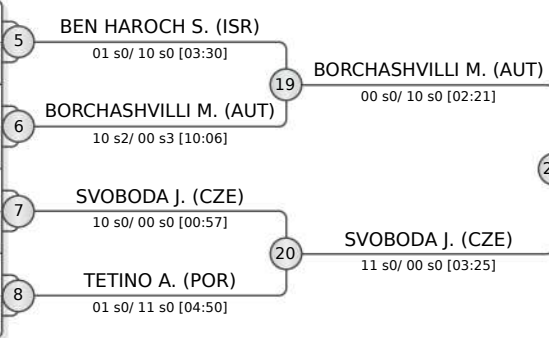 5
BEN HAROCH S. (ISR)
01 s0/ 10 s0 [03:30]
6
BORCHASHVILLI M. (AUT)
10 s2/ 00 s3 [10:06]
19
BORCHASHVILLI M. (AUT)
00 s0/ 10 s0 [02:21]
7
SVOBODA J. (CZE)
10 s0/ 00 s0 [00:57]
8
TETINO A. (POR)
01 s0/ 11 s0 [04:50]
20
SVOBODA J. (CZE)
11 s0/ 00 s0 [03:25]